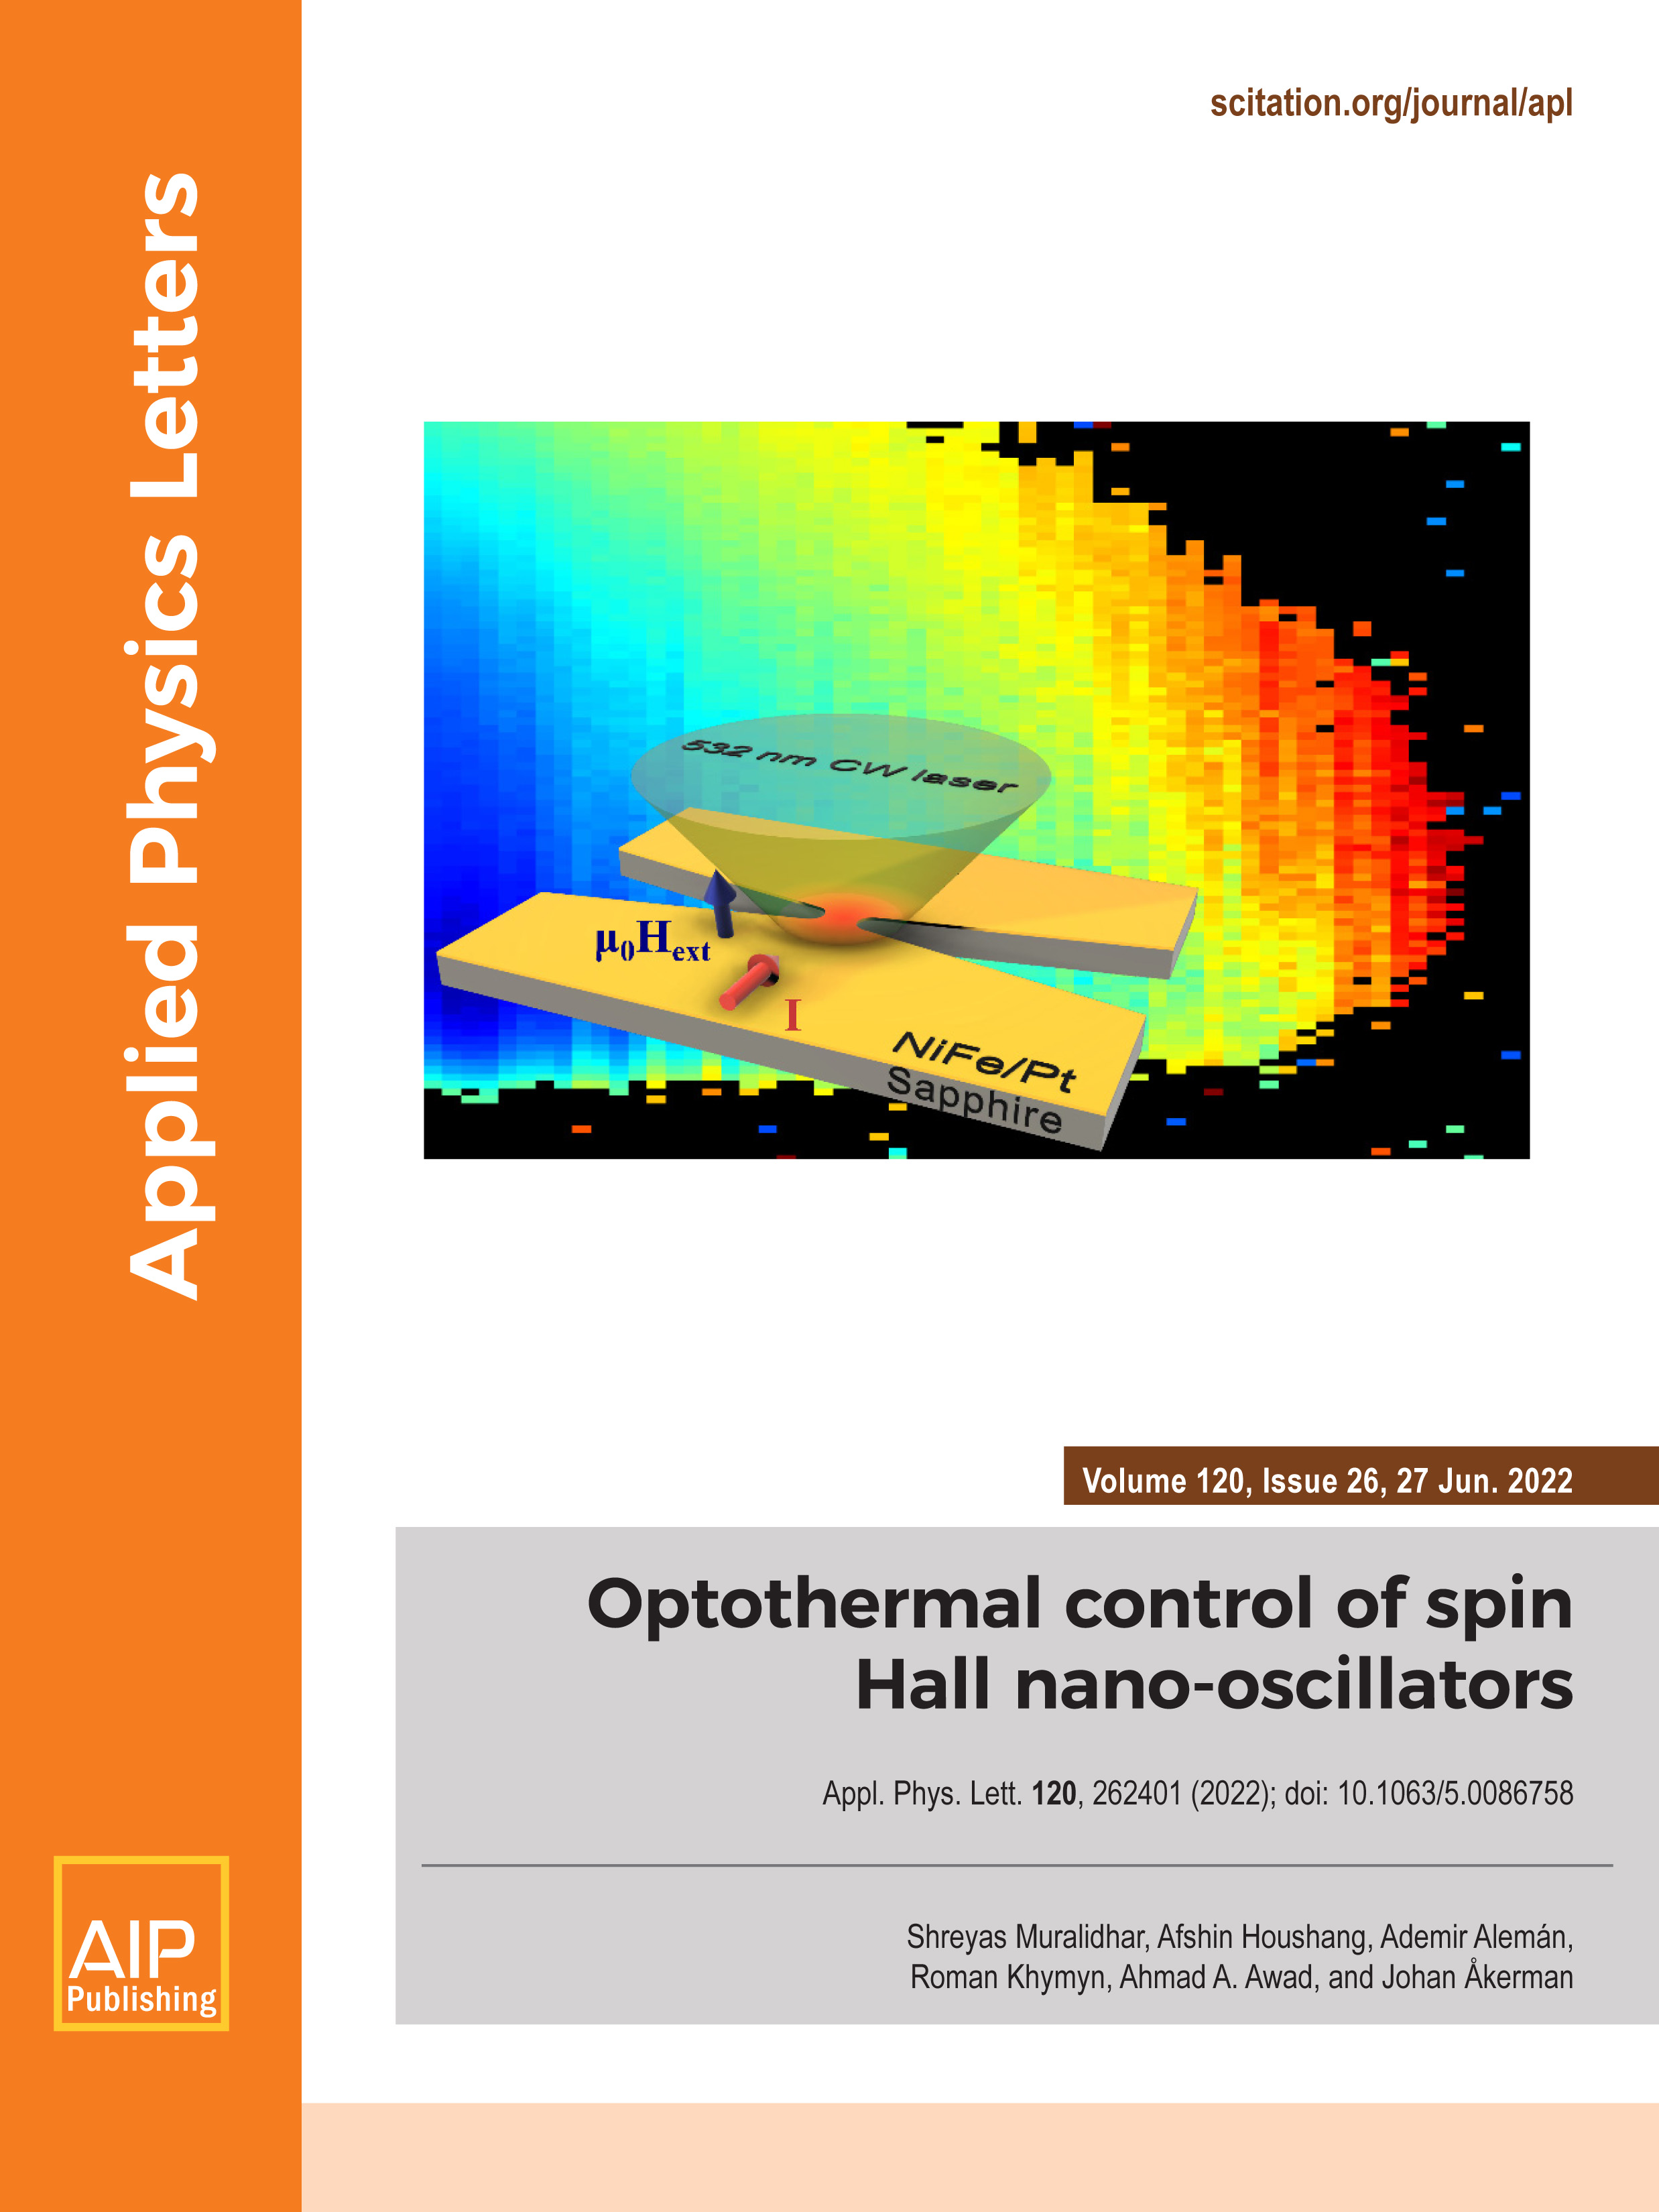 scitation.org/journal/apl
Applied Physics Letters
532 nm CW laser
μ0Hext
I
NiFe/Pt
Sapphire
Volume 120, Issue 26, 27 Jun. 2022
Optothermal control of spin
Hall nano-oscillators
Appl. Phys. Lett. 120, 262401 (2022); doi: 10.1063/5.0086758
Shreyas Muralidhar, Afshin Houshang, Ademir Alemán,
Roman Khymyn, Ahmad A. Awad, and Johan Åkerman
AIP
Publishing